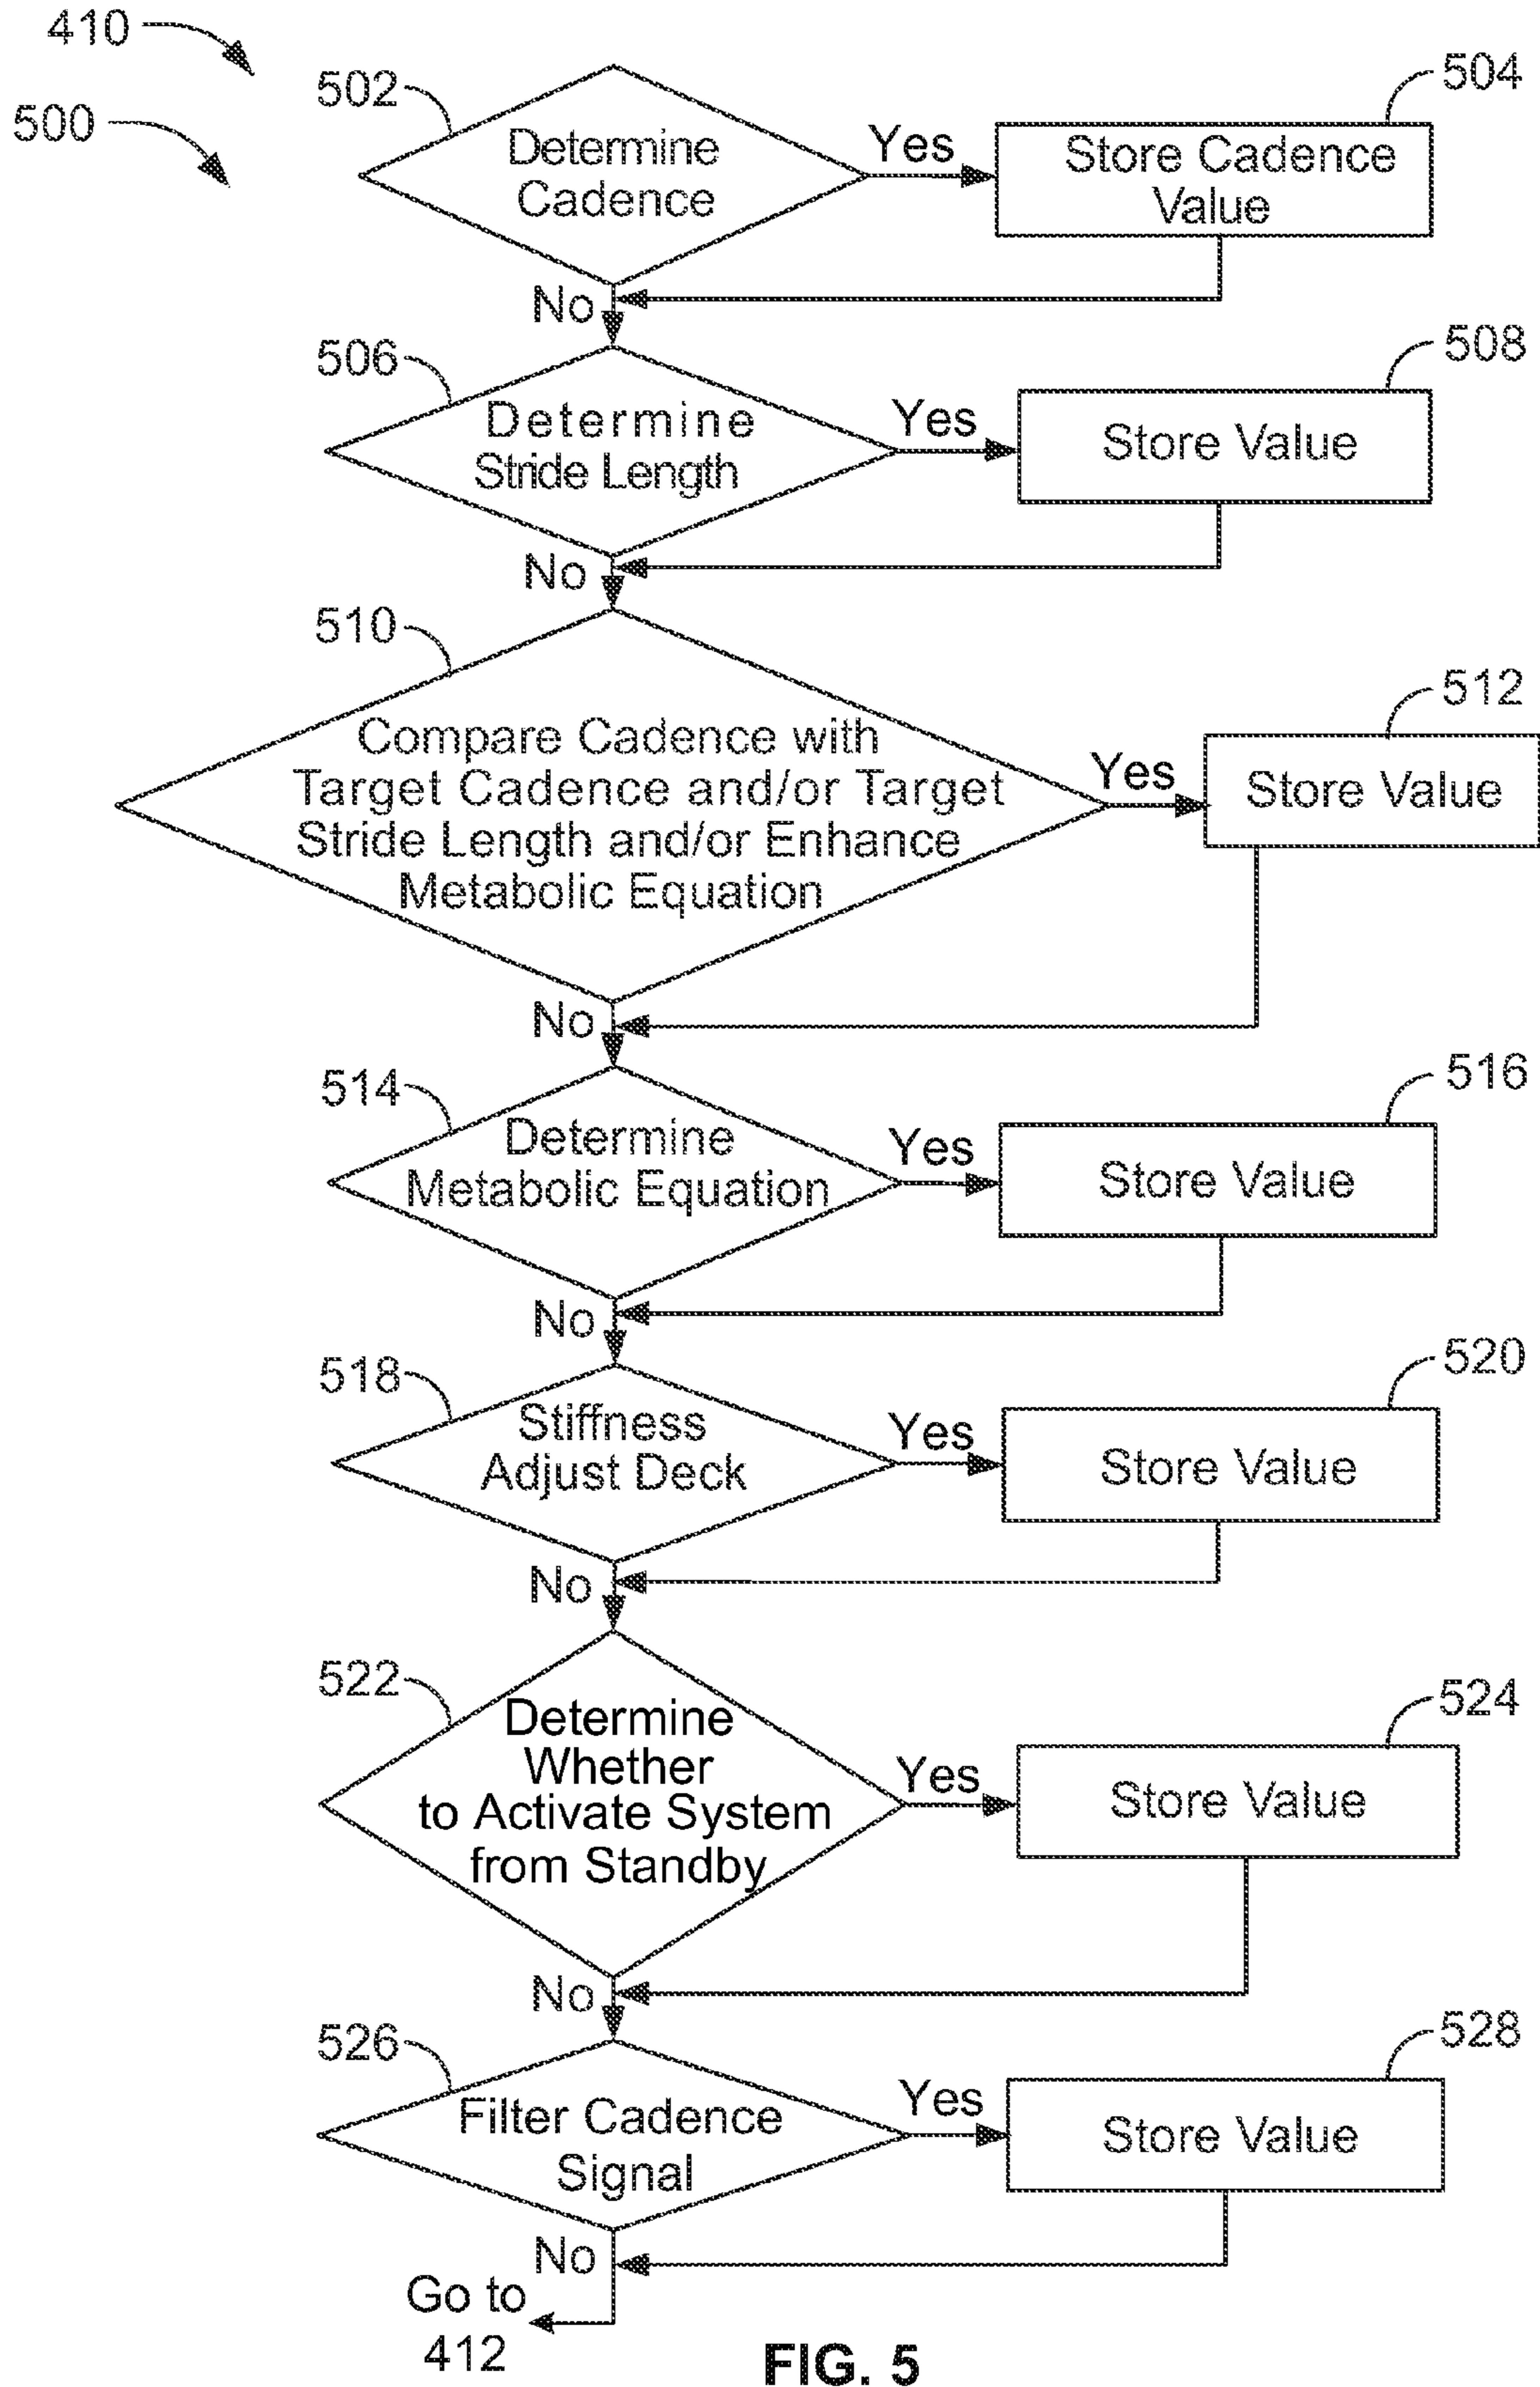 410
500
502
Determine
Cadence
Yes
504
Store Cadence
Value
No
506
Determine
Stride Length
Yes
508
Store Value
No
510
Compare Cadence with
Target Cadence and/or Target
Stride Length and/or Enhance
Metabolic Equation
Yes
512
Store Value
No
514
Determine
Metabolic Equation
Yes
516
Store Value
No
518
Stiffness
Adjust Deck
Yes
520
Store Value
No
522
Determine
Whether
to Activate System
from Standby
Yes
524
Store Value
No
526
Filter Cadence
Signal
Yes
528
Store Value
No
Go to
412
FIG. 5